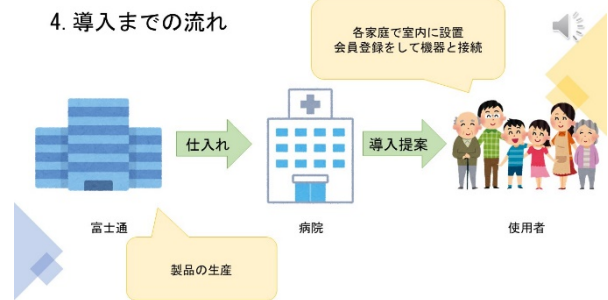 4. 導入までの流れ
各家庭で室内に設置
会員登録をして機器と接続
仕入れ
導入提案
富士通
病院
使用者
製品の生産